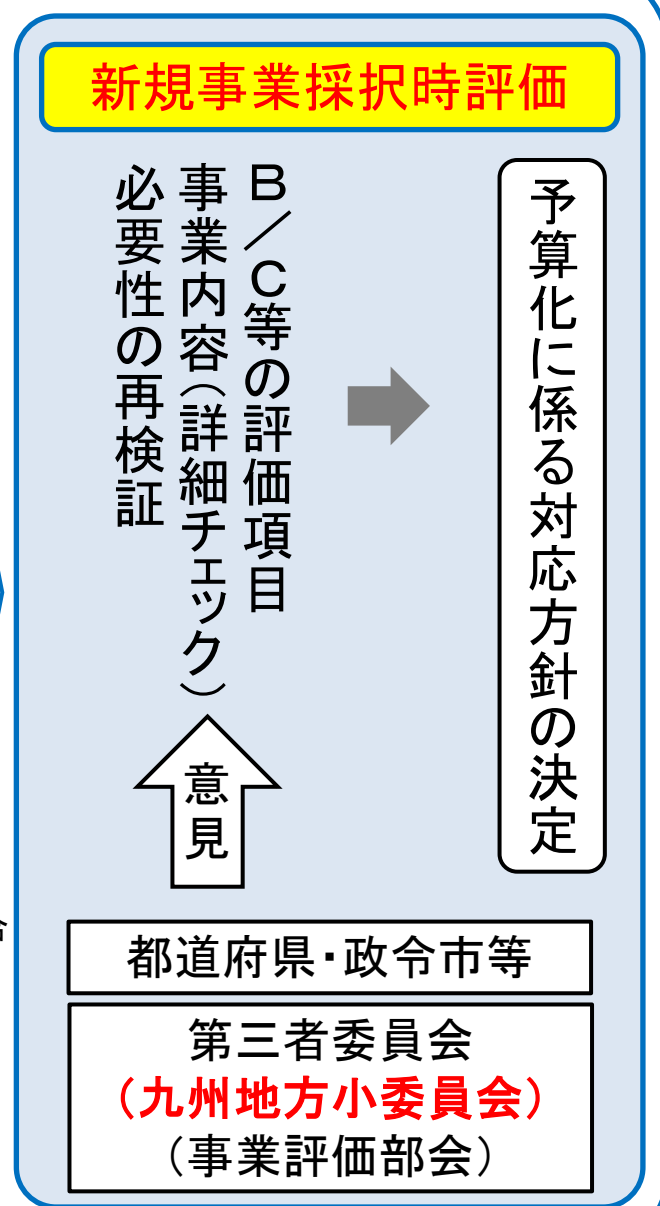 新規事業採択時評価
Ｂ／Ｃ等の評価項目
事業内容（詳細チェック）
必要性の再検証
予算化に係る対応方針の決定
意見
都道府県・政令市等
第三者委員会
（九州地方小委員会）
（事業評価部会）